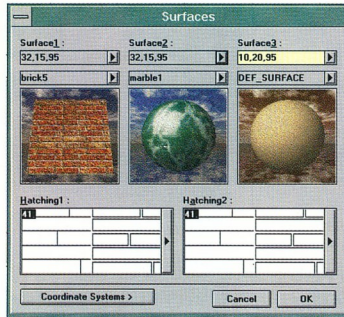 Surfaces
Surface1 : Surface2 : Surface3 :
32,15,95 32,15,95 10,20,95
brick5 marble1 DEF_SURFACE
Hatching1 : Hatching2 :
41 41
Coordinate Systems > Cancel OK